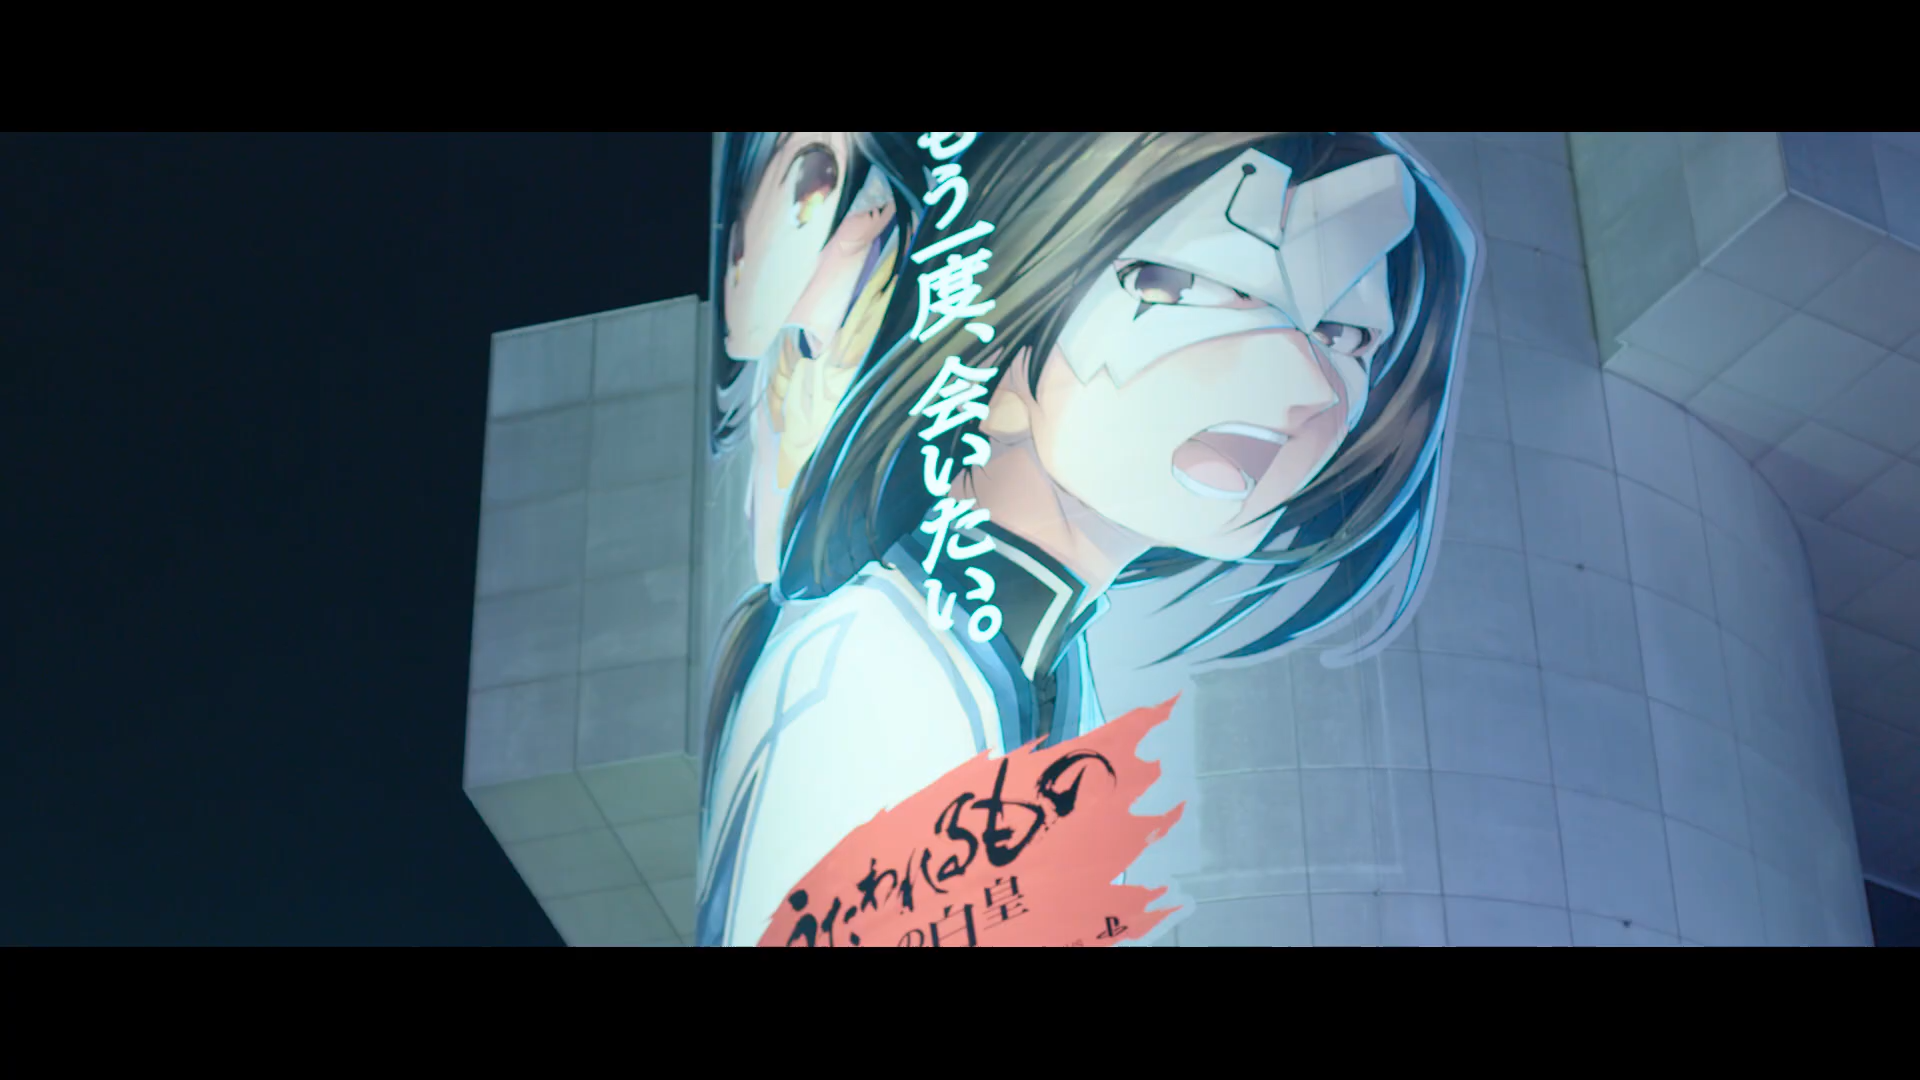 もう一度、会いたい。
うたわれるもの
の白皇